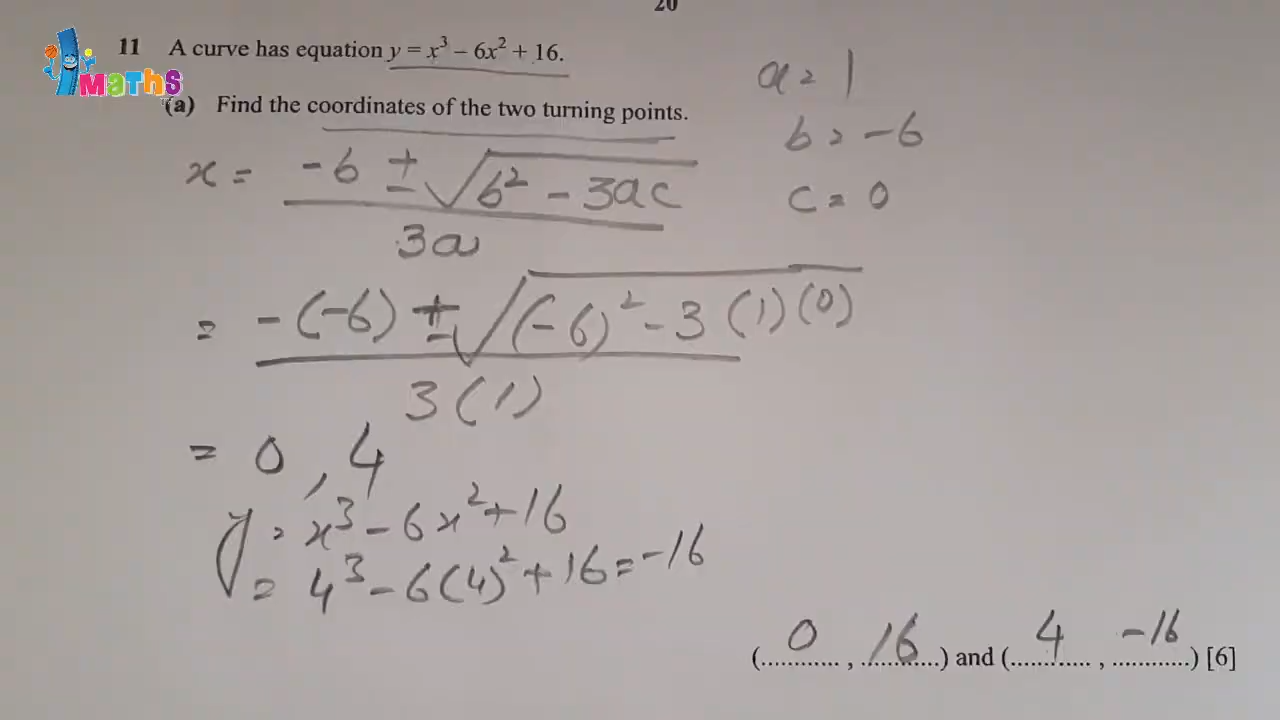 20
Maths
11 A curve has equation y = x³ – 6x² + 16.
(a) Find the coordinates of the two turning points.
a = 1
b = -6
c = 0
x = -b ± √(b² - 3ac)
3a
= -(-6) ± √((-6)² - 3 (1)(0))
3(1)
= 0, 4
y = x³ - 6x² + 16
= 4³ - 6(4)² + 16 = -16
(0, 16) and (4, -16) [6]